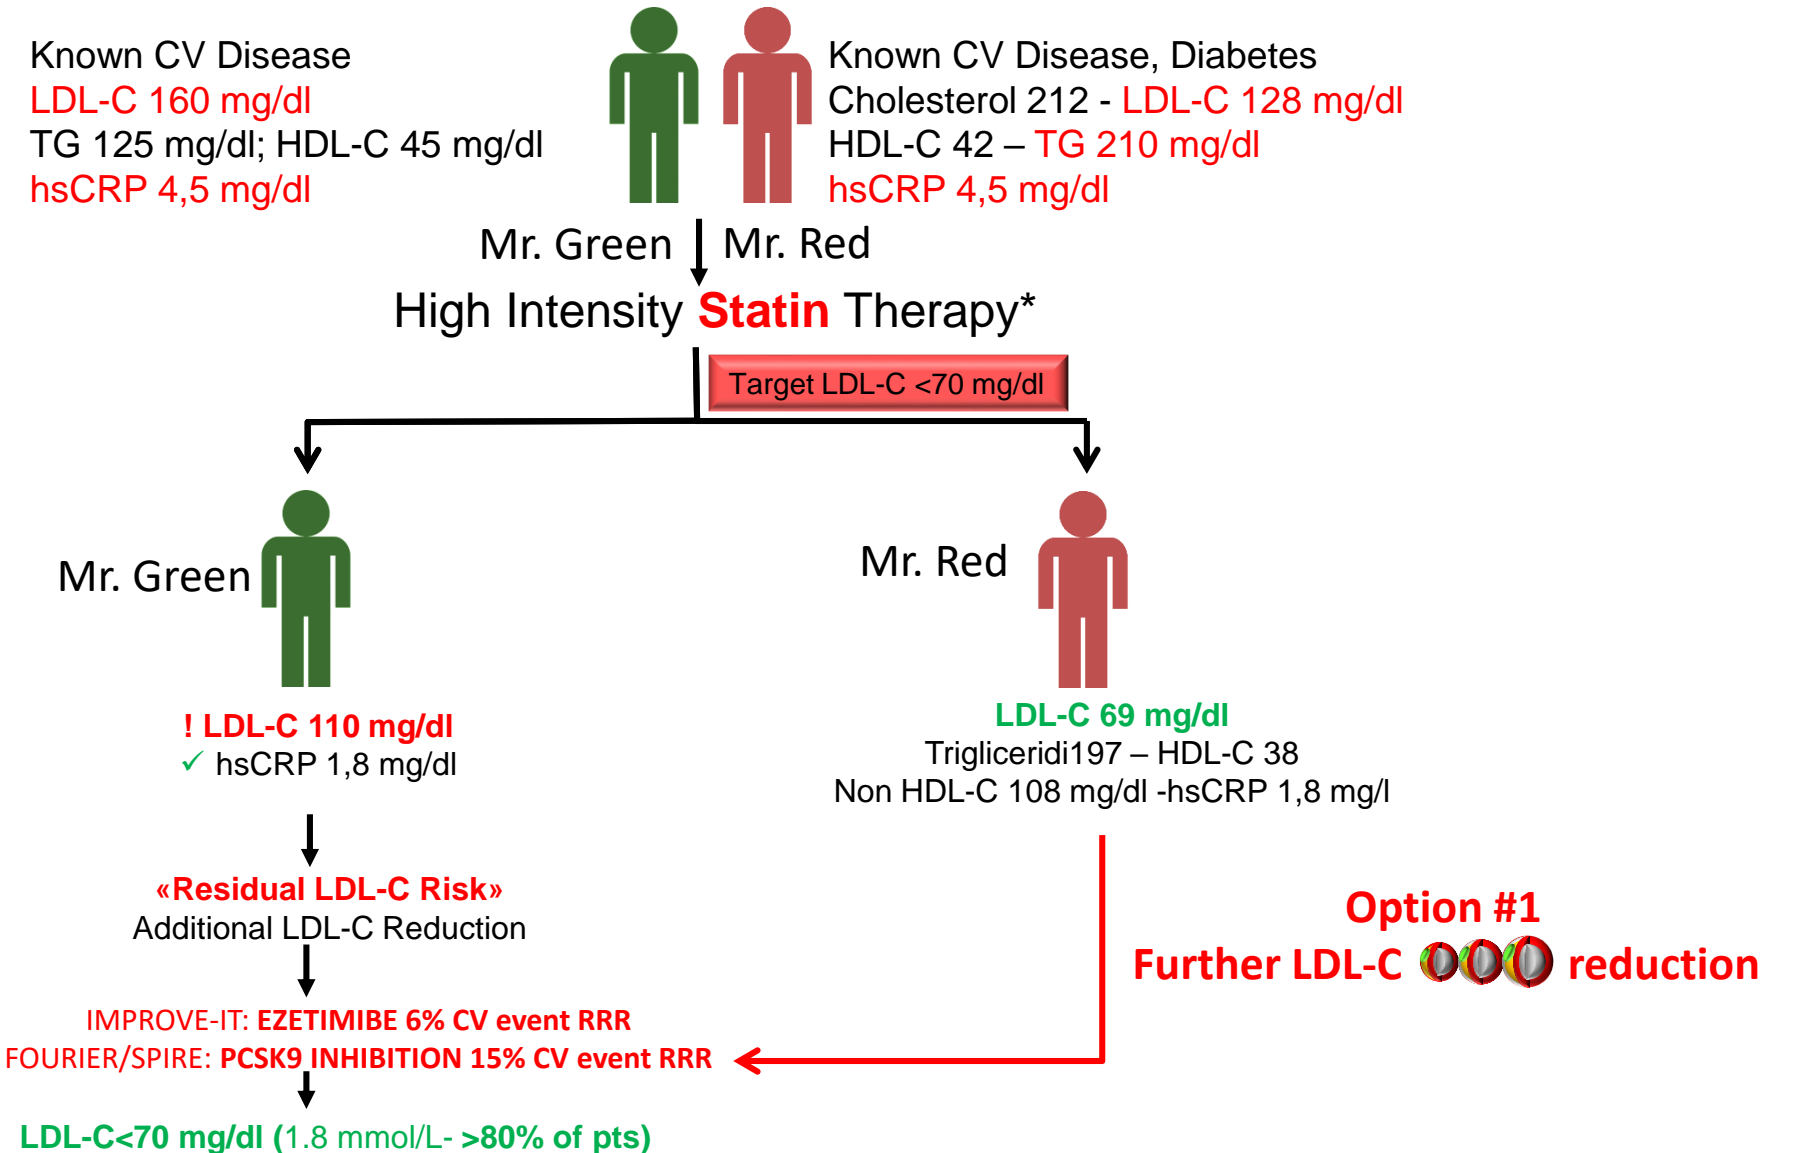 Known CV Disease
LDL-C 160 mg/dl
TG 125 mg/dl; HDL-C 45 mg/dl
hsCRP 4,5 mg/dl
Known CV Disease, Diabetes
Cholesterol 212 - LDL-C 128 mg/dl
HDL-C 42 – TG 210 mg/dl
hsCRP 4,5 mg/dl
Mr. Green
Mr. Red
High Intensity Statin Therapy*
Target LDL-C <70 mg/dl
Mr. Green
Mr. Red
! LDL-C 110 mg/dl
✓ hsCRP 1,8 mg/dl
LDL-C 69 mg/dl
Trigliceridi197 – HDL-C 38
Non HDL-C 108 mg/dl -hsCRP 1,8 mg/l
«Residual LDL-C Risk»
Additional LDL-C Reduction
Option #1
Further LDL-C reduction
IMPROVE-IT: EZETIMIBE 6% CV event RRR
FOURIER/SPIRE: PCSK9 INHIBITION 15% CV event RRR
LDL-C<70 mg/dl (1.8 mmol/L- >80% of pts)